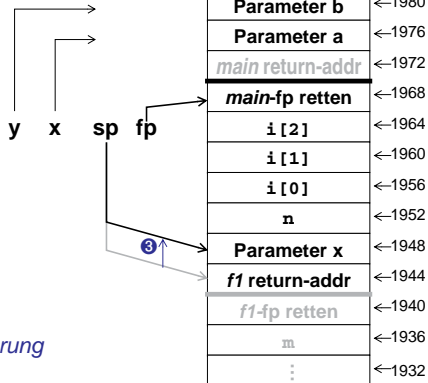 Parameter b ←1980
Parameter a ←1976
main return-addr ←1972
main-fp retten ←1968
y x sp fp i[2] ←1964
i[1] ←1960
i[0] ←1956
n ←1952
❸ Parameter x ←1948
f1 return-addr ←1944
f1-fp retten ←1940
rung m ←1936
⋮ ←1932